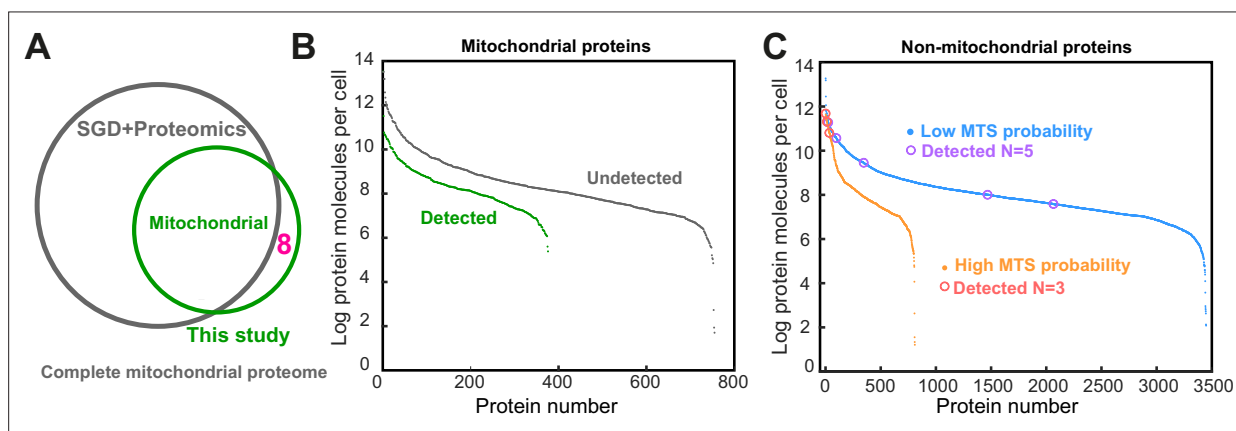 A
SGD+Proteomics
Mitochondrial
8
This study
Complete mitochondrial proteome
B
Mitochondrial proteins
Log protein molecules per cell
14
12
10
8
6
4
2
0
Undetected
Detected
0
200
400
600
800
Protein number
C
Non-mitochondrial proteins
Log protein molecules per cell
14
12
10
8
6
4
2
0
Low MTS probability
Detected N=5
High MTS probability
Detected N=3
0
500
1000
1500
2000
2500
3000
3500
Protein number